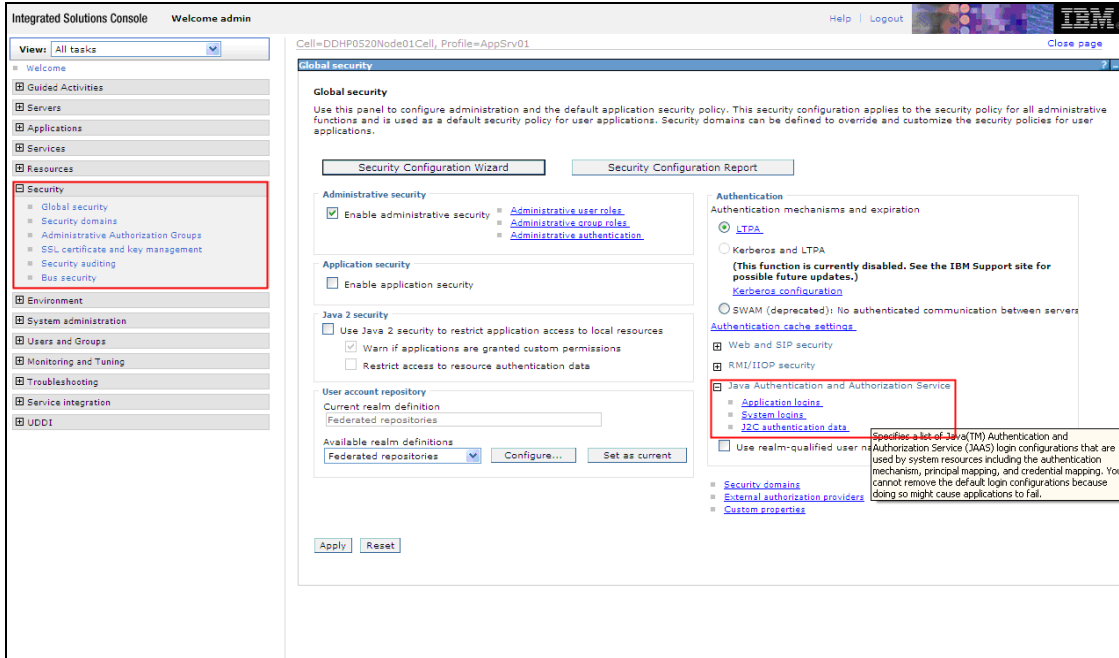 Integrated Solutions Console Welcome admin Help | Logout IBM
View: All tasks
Welcome
Guided Activities
Servers
Applications
Services
Resources
Security
Global security
Security domains
Administrative Authorization Groups
SSL certificate and key management
Security auditing
Bus security
Environment
System administration
Users and Groups
Monitoring and Tuning
Troubleshooting
Service integration
UDDI
Cell=DDHP0520Node01Cell, Profile=AppSrv01 Close page
Global security ? –
Global security
Use this panel to configure administration and the default application security policy. This security configuration applies to the security policy for all administrative
functions and is used as a default security policy for user applications. Security domains can be defined to override and customize the security policies for user
applications.
Security Configuration Wizard Security Configuration Report
Administrative security
Enable administrative security
Administrative user roles
Administrative group roles
Administrative authentication
Application security
Enable application security
Java 2 security
Use Java 2 security to restrict application access to local resources
Warn if applications are granted custom permissions
Restrict access to resource authentication data
User account repository
Current realm definition
Federated repositories
Available realm definitions
Federated repositories Configure... Set as current
Authentication
Authentication mechanisms and expiration
LTPA
Kerberos and LTPA
(This function is currently disabled. See the IBM Support site for
possible future updates.)
Kerberos configuration
SWAM (deprecated): No authenticated communication between servers
Authentication cache settings
Web and SIP security
RMI/IIOP security
Java Authentication and Authorization Service
Application logins
System logins
J2C authentication data
Use realm-qualified user
Specifies a list of Java(TM) Authentication and
Authorization Service (JAAS) login configurations that are
used by system resources including the authentication
mechanism, principal mapping, and credential mapping. You
cannot remove the default login configurations because
doing so might cause applications to fail.
Security domains
External authorization providers
Custom properties
Apply Reset